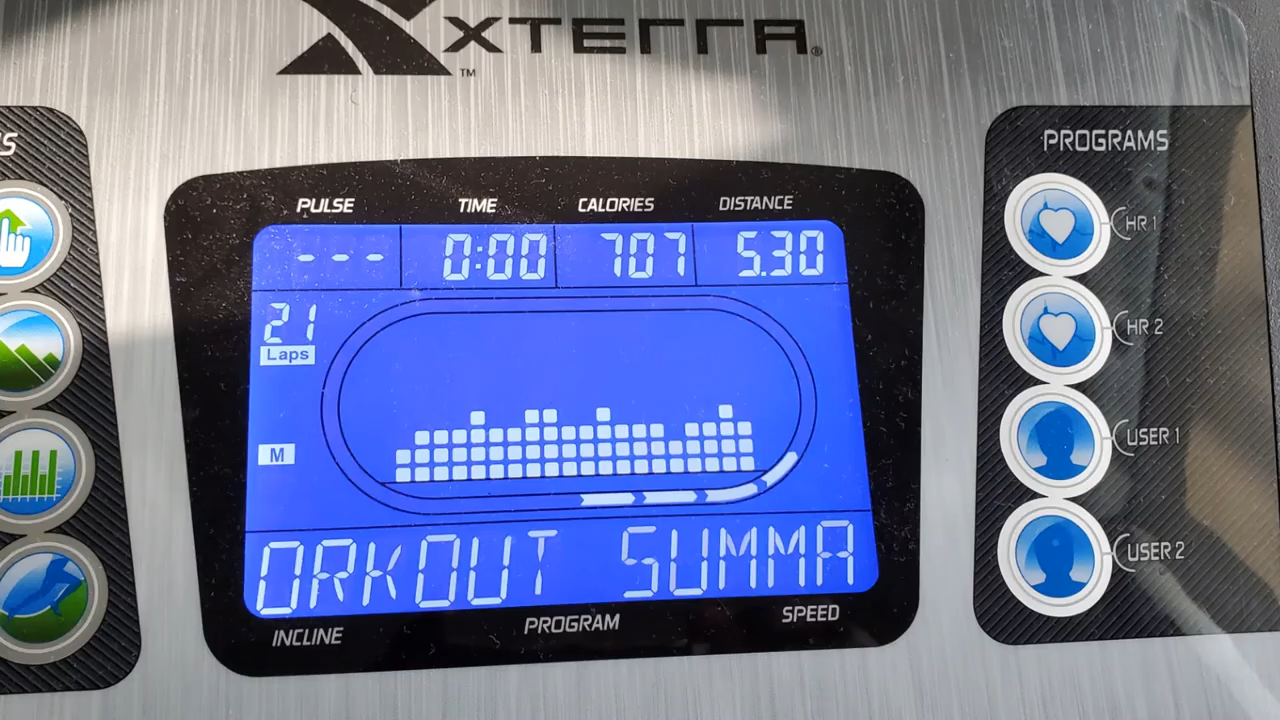 XTERRA®
™
S
PULSE TIME CALORIES DISTANCE
--- 0:00 707 5.30
21
Laps
M
ORKOUT SUMMA
INCLINE PROGRAM SPEED
PROGRAMS
HR 1
HR 2
USER 1
USER 2